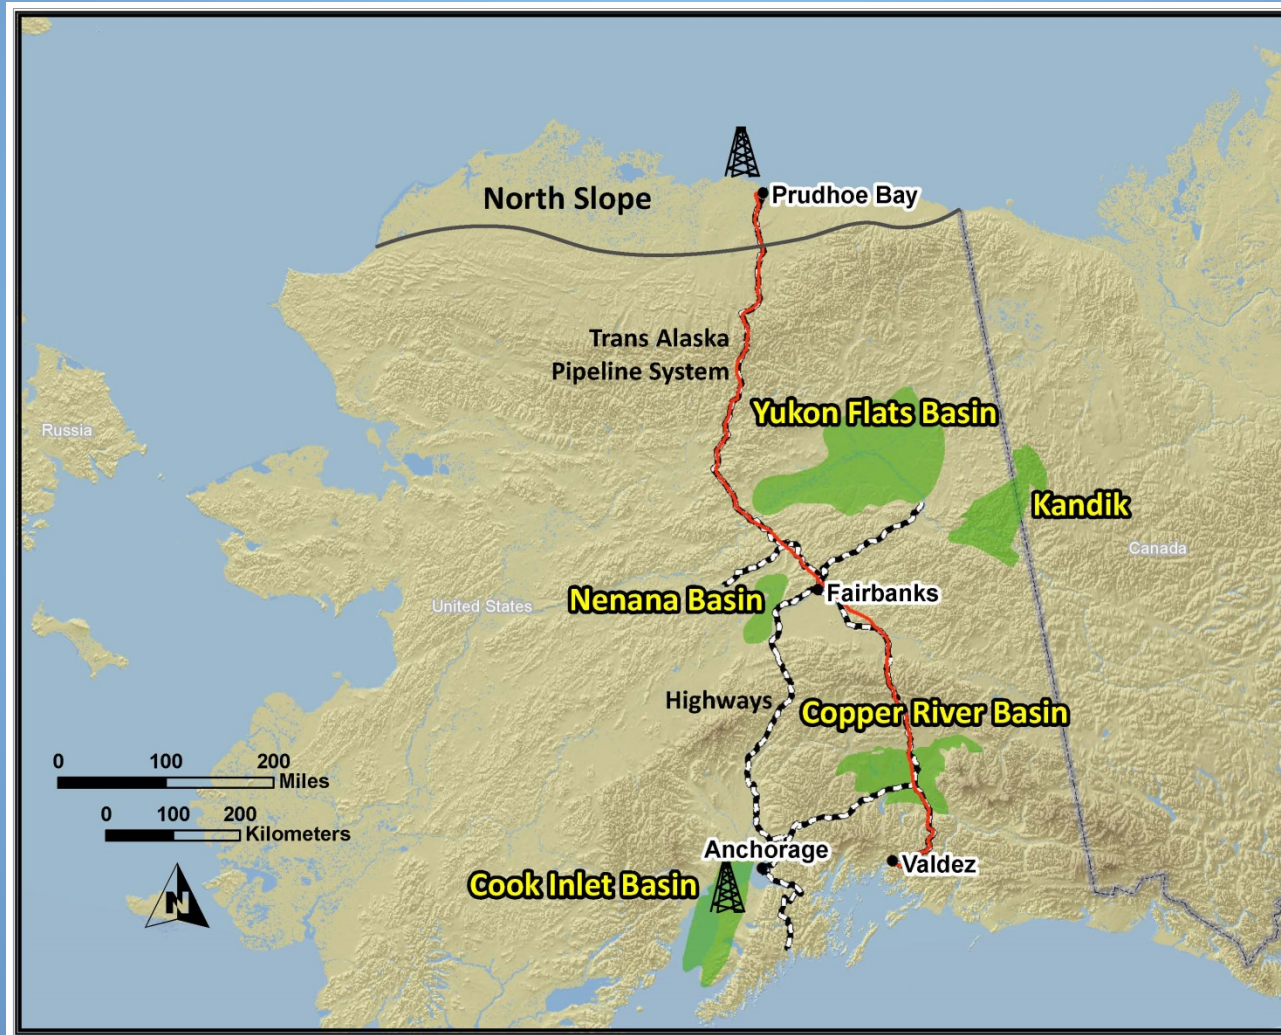 Prudhoe Bay
North Slope
Trans Alaska
Pipeline System
Yukon Flats Basin
Russia
Kandik
Canada
Nenana Basin
Fairbanks
United States
Highways
Copper River Basin
0 100 200
Miles
0 100 200
Kilometers
Anchorage
Valdez
Cook Inlet Basin
N